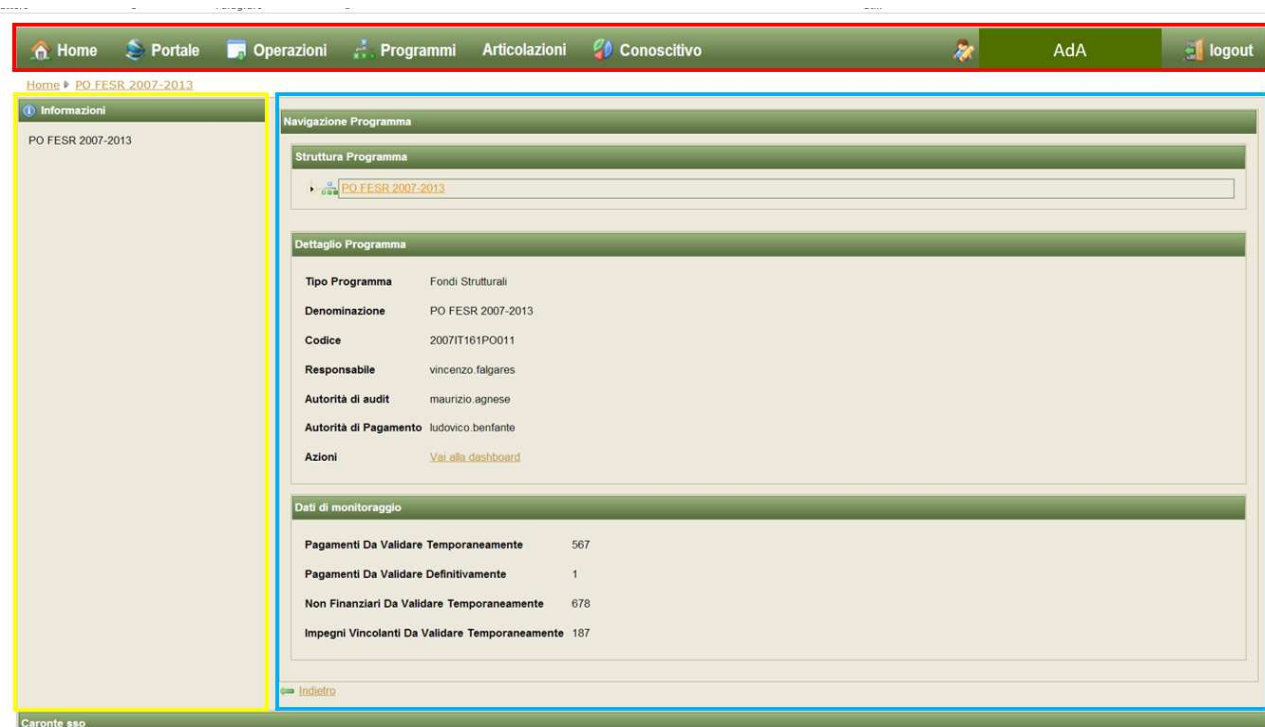 Home Portale Operazioni Programmi Articolazioni Conoscitivo AdA logout
Home PO FESR 2007-2013
Informazioni
PO FESR 2007-2013
Navigazione Programma
Struttura Programma
PO FESR 2007-2013
Dettaglio Programma
Tipo Programma Fondi Strutturali
Denominazione PO FESR 2007-2013
Codice 2007IT161PO011
Responsabile vincenzo.falgares
Autorità di audit maurizio.agnese
Autorità di Pagamento ludovico.benfante
Azioni Vai alla dashboard
Dati di monitoraggio
Pagamenti Da Validare Temporaneamente 567
Pagamenti Da Validare Definitivamente 1
Non Finanziari Da Validare Temporaneamente 678
Impegni Vincolanti Da Validare Temporaneamente 187
Indietro
Caronte sso